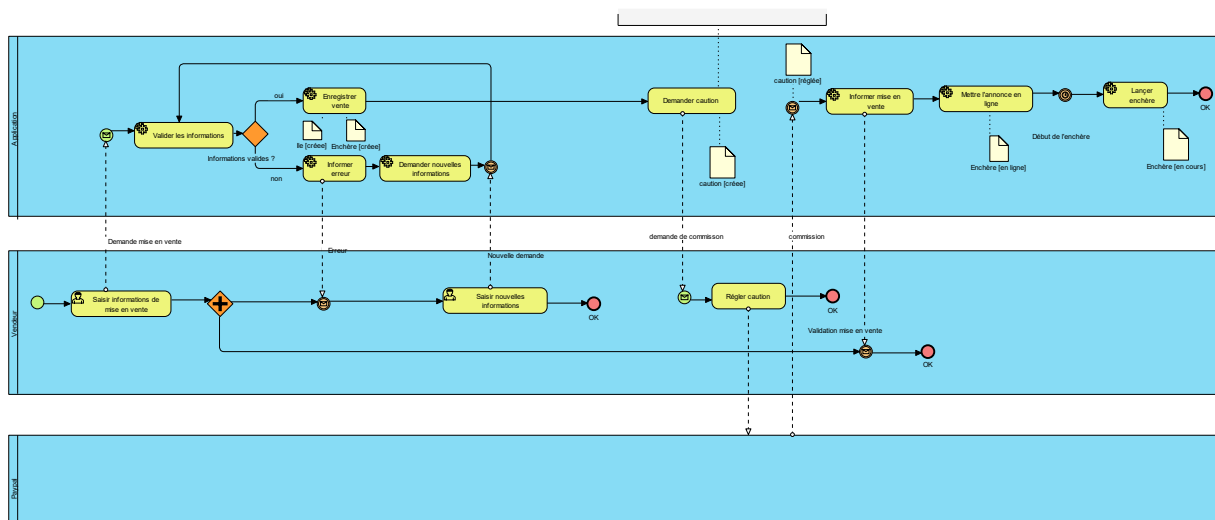 Application
caution [réglée]
oui
Enregistrer
vente
Demander caution
Informer mise en
vente
Mettre l'annonce en
ligne
Lançer
enchère
OK
Valider les informations
Informations valides ?
lle [créee]
Enchère [créee]
Début de l'enchère
non
Informer
erreur
Demander nouvelles
informations
caution [créee]
Enchère [en ligne]
Enchère [en cours]
Demande mise en vente
Erreur
Nouvelle demande
demande de commisson
commission
Vendeur
Saisir informations de
mise en vente
Saisir nouvelles
informations
OK
Régler caution
OK
Validation mise en vente
OK
Paypal